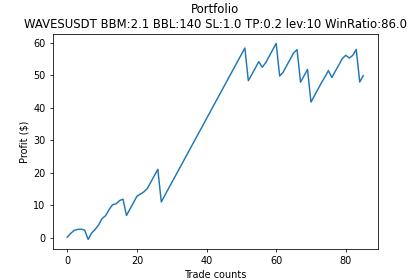 Portfolio
WAVESUSDT BBM:2.1 BBL:140 SL:1.0 TP:0.2 lev:10 WinRatio:86.0
60
50
40
30
20
10
0
Profit ($)
0 20 40 60 80
Trade counts